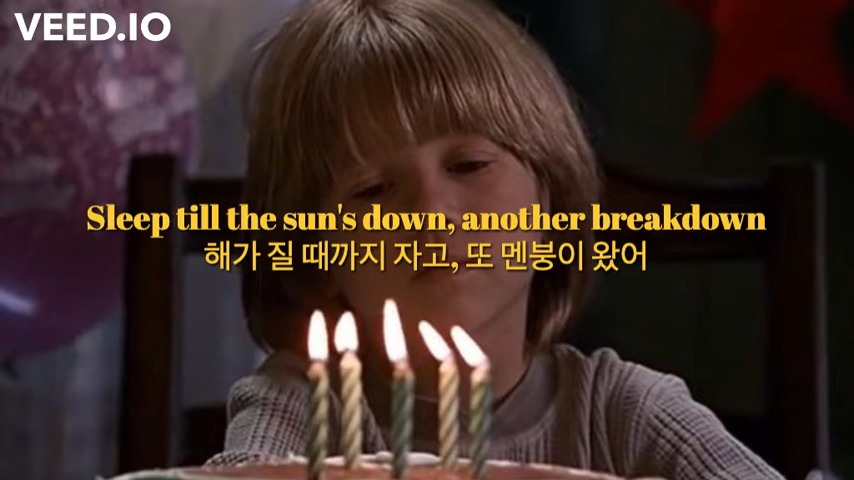 VEED.IO
Sleep till the sun's down, another breakdown
해가 질 때까지 자고, 또 멘붕이 왔어